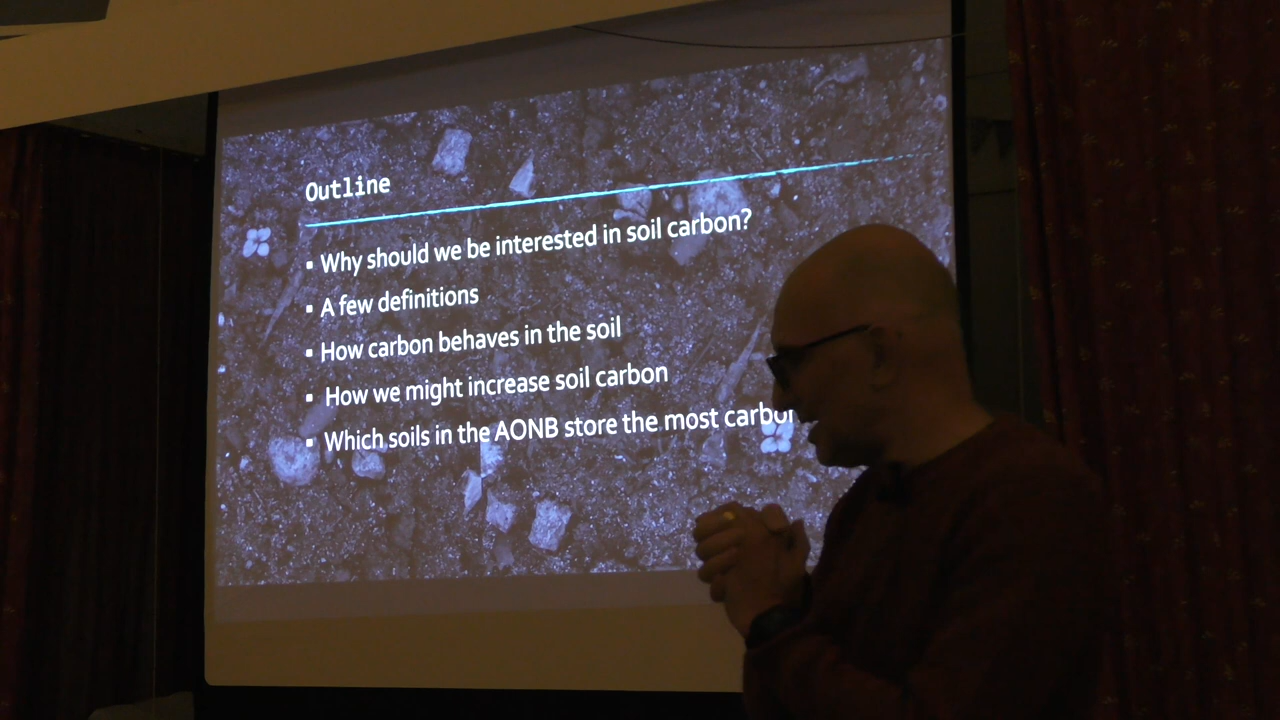 Outline
▪ Why should we be interested in soil carbon?
▪ A few definitions
▪ How carbon behaves in the soil
▪ How we might increase soil carbon
▪ Which soils in the AONB store the most carbon